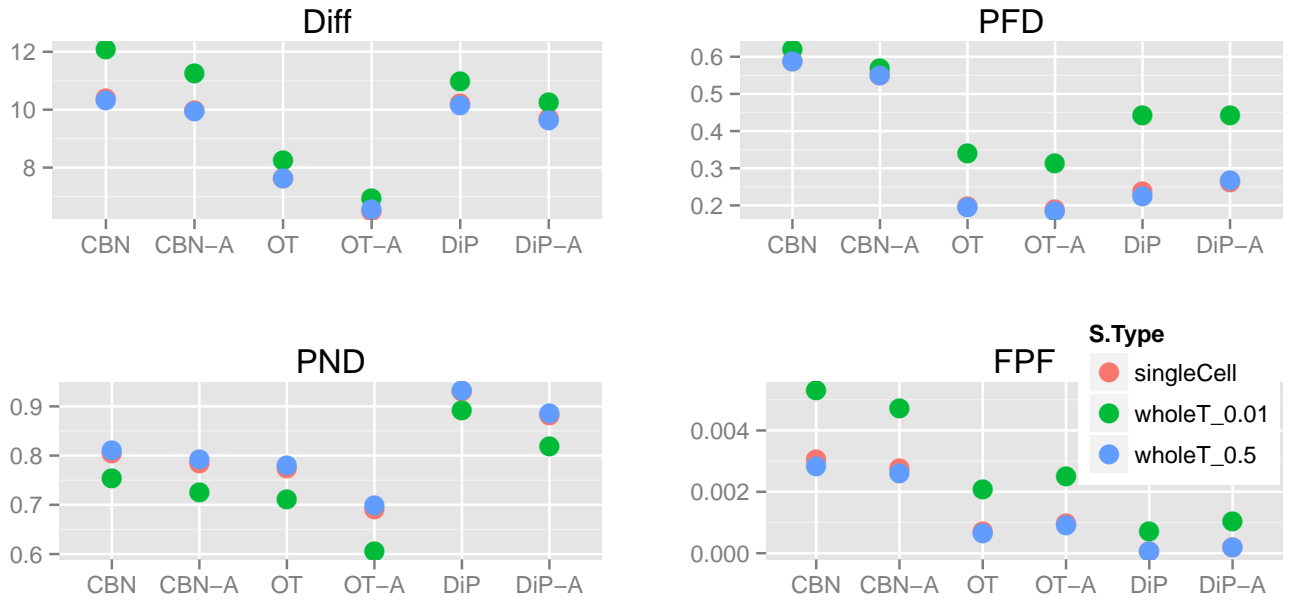 Diff
12
10
8
CBN CBN−A OT OT−A DiP DiP−A
PFD
0.6
0.5
0.4
0.3
0.2
CBN CBN−A OT OT−A DiP DiP−A
PND
0.9
0.8
0.7
0.6
CBN CBN−A OT OT−A DiP DiP−A
FPF
0.004
0.002
0.000
CBN CBN−A OT OT−A DiP DiP−A
S.Type
singleCell
wholeT_0.01
wholeT_0.5